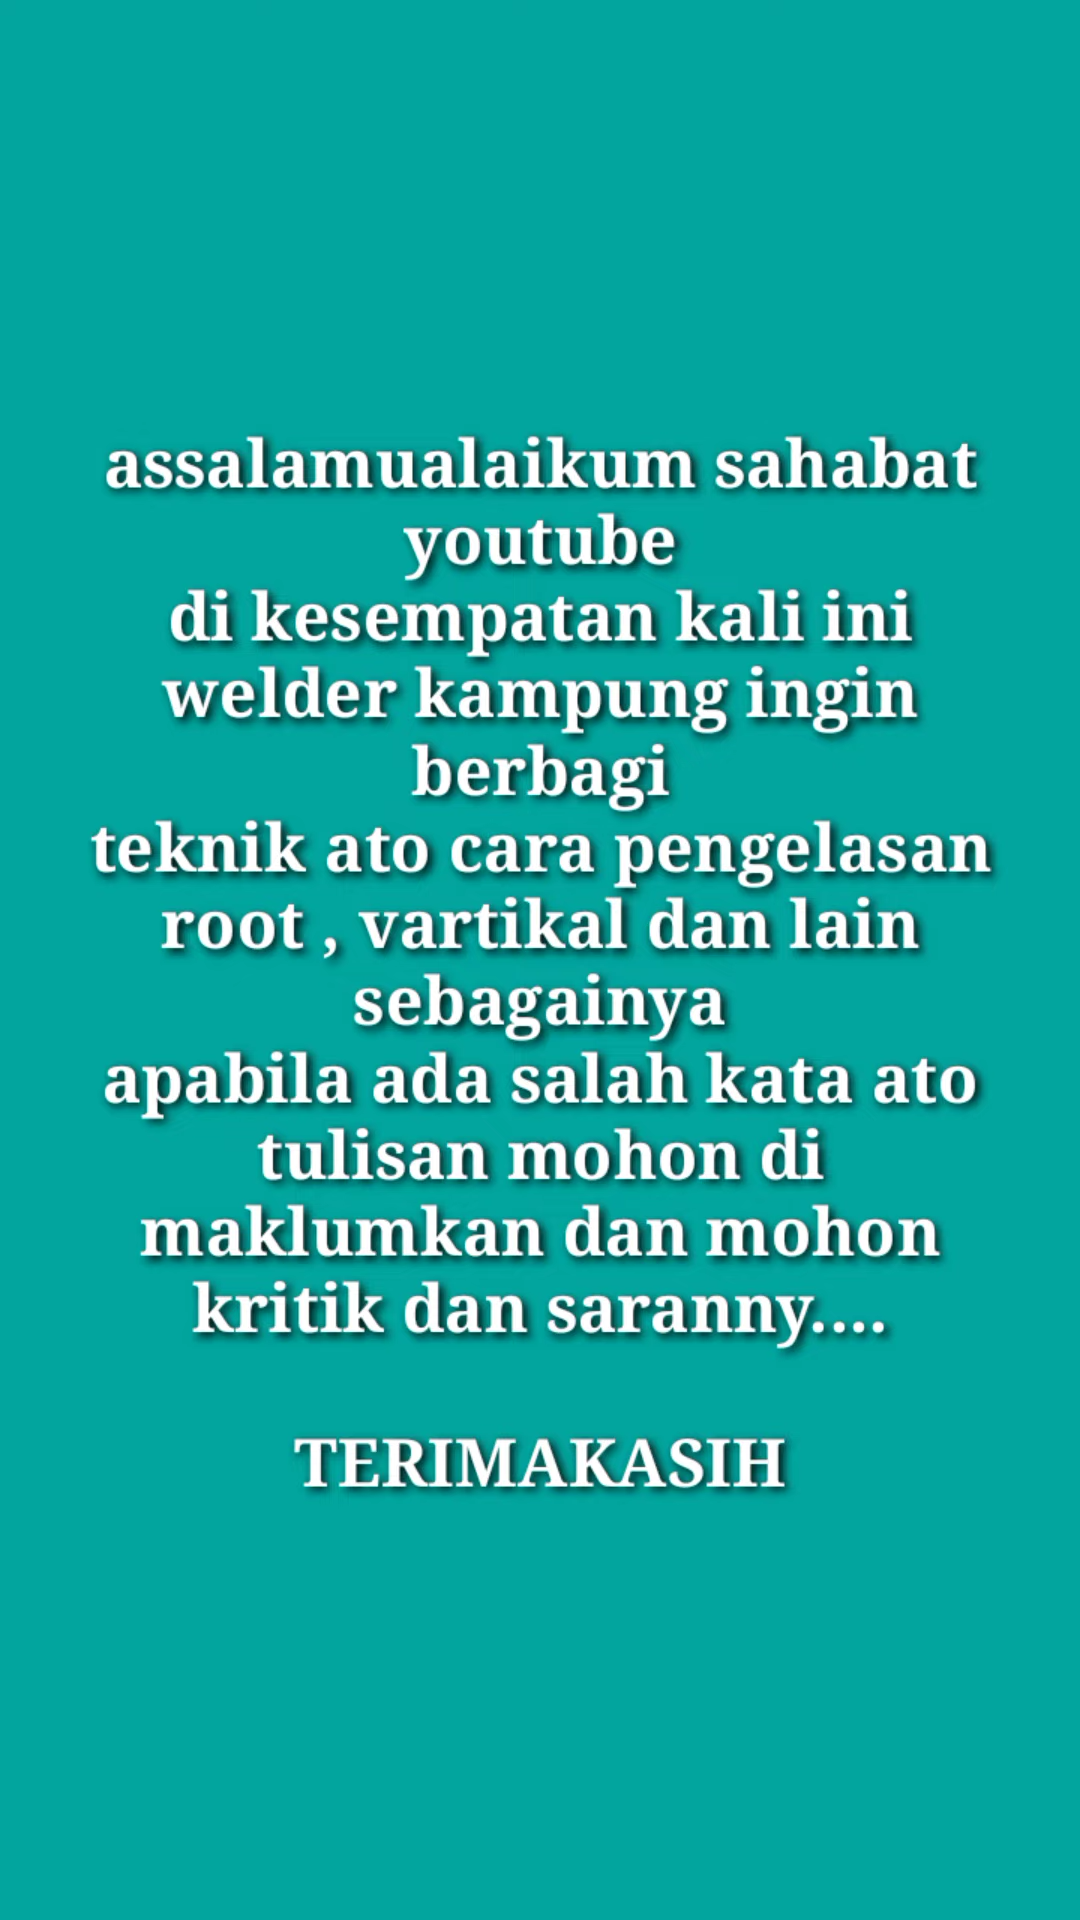 assalamualaikum sahabat
youtube
di kesempatan kali ini
welder kampung ingin
berbagi
teknik ato cara pengelasan
root , vartikal dan lain
sebagainya
apabila ada salah kata ato
tulisan mohon di
maklumkan dan mohon
kritik dan saranny....
TERIMAKASIH